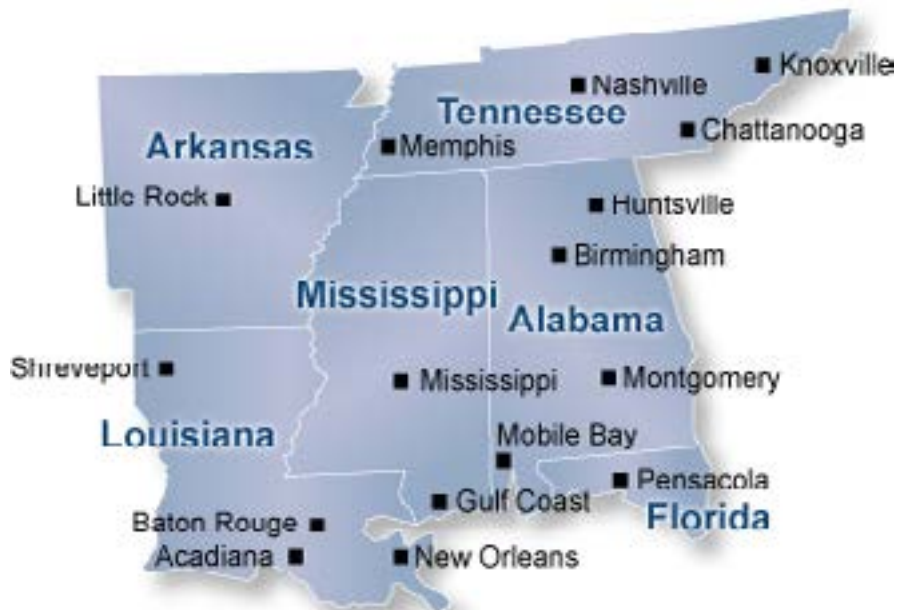 Knoxville
Nashville
Tennessee
Chattanooga
Arkansas
Memphis
Little Rock
Huntsville
Birmingham
Mississippi
Alabama
Shreveport
Mississippi
Montgomery
Louisiana
Mobile Bay
Pensacola
Gulf Coast
Florida
Baton Rouge
Acadiana
New Orleans